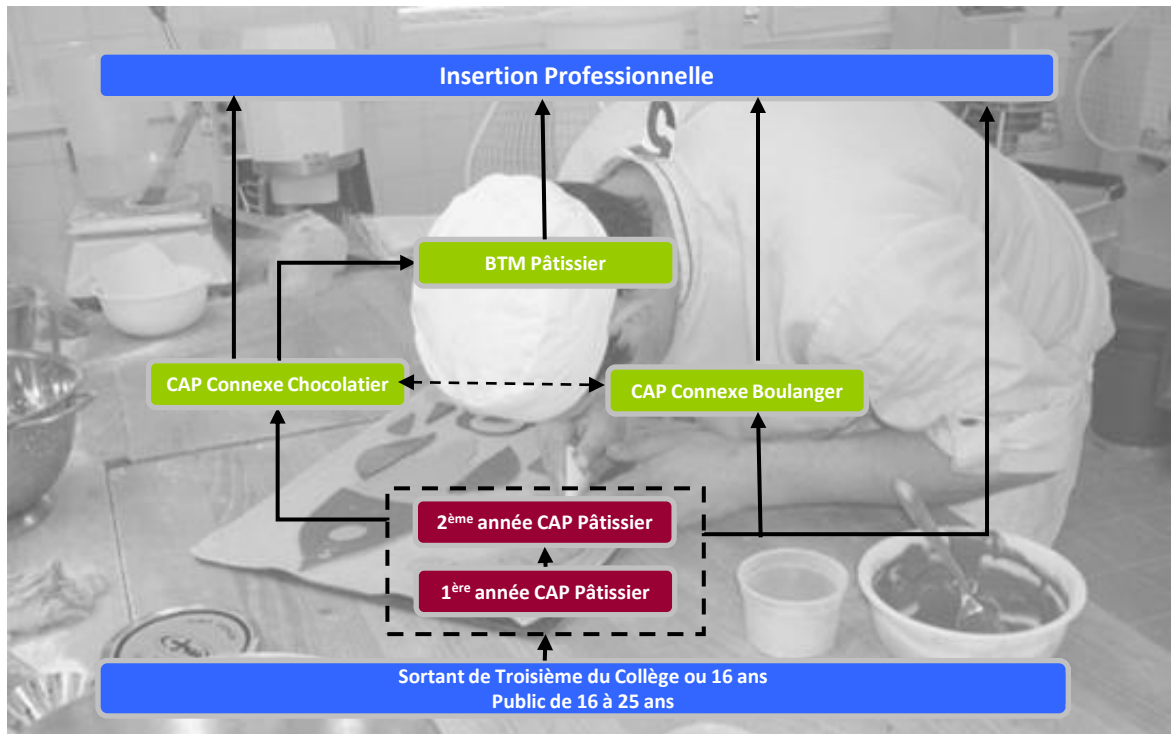 Insertion Professionnelle
BTM Pâtissier
CAP Connexe Chocolatier
CAP Connexe Boulanger
2ème année CAP Pâtissier
1ère année CAP Pâtissier
Sortant de Troisième du Collège ou 16 ans
Public de 16 à 25 ans